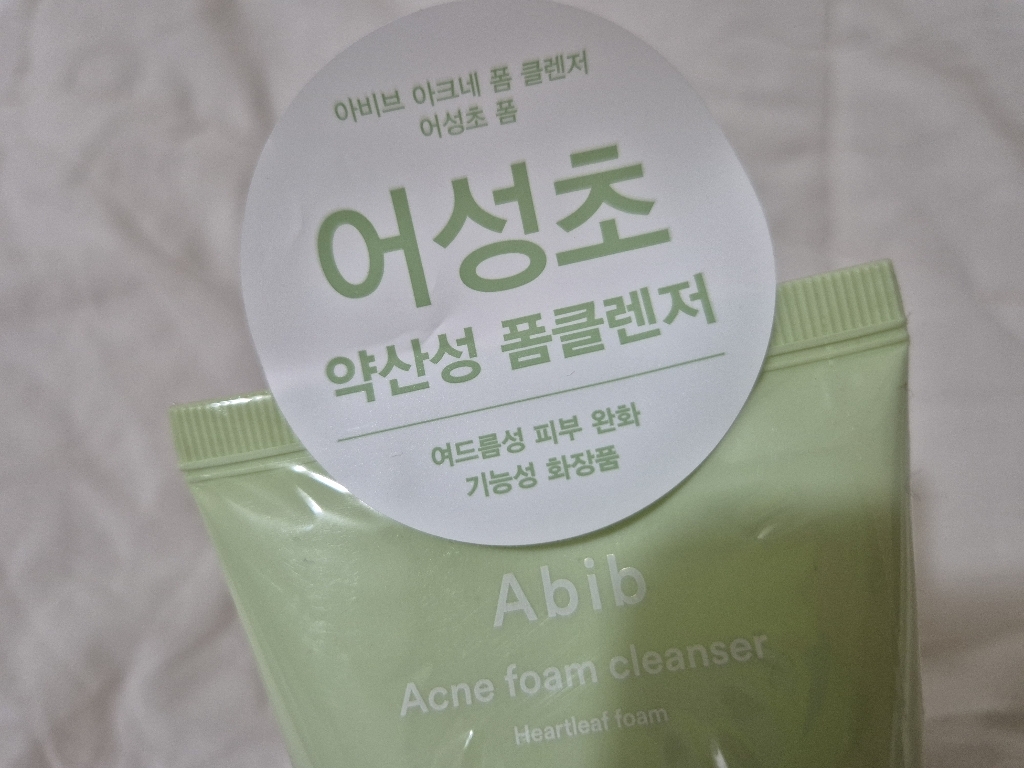 아비브 아크네 폼 클렌저
어성초 폼
어성초
약산성 폼클렌저
여드름성 피부 완화
기능성 화장품
Abib
Acne foam cleanser
Heartleaf foam